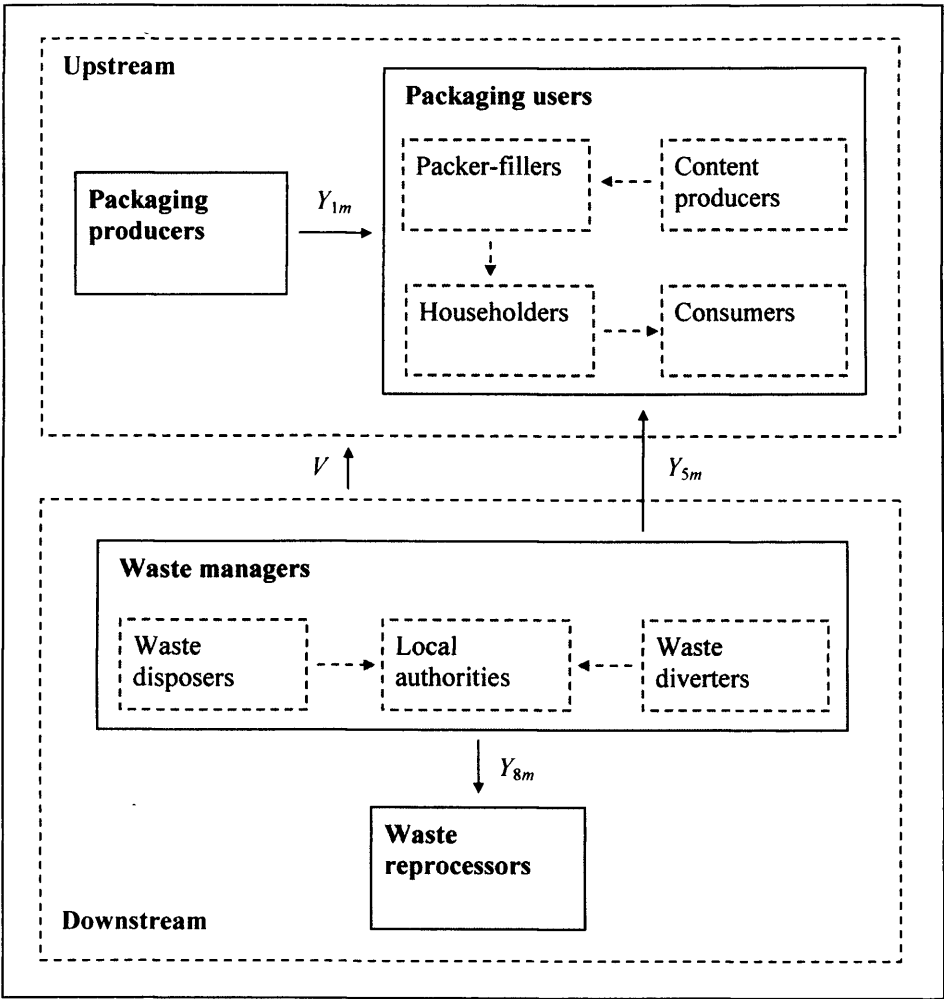 Upstream
Packaging users
Packer-fillers
Content
producers
Packaging
producers
Y1m
Householders
Consumers
V
Y5m
Waste managers
Waste
disposers
Local
authorities
Waste
diverters
Y8m
Waste
reprocessors
Downstream